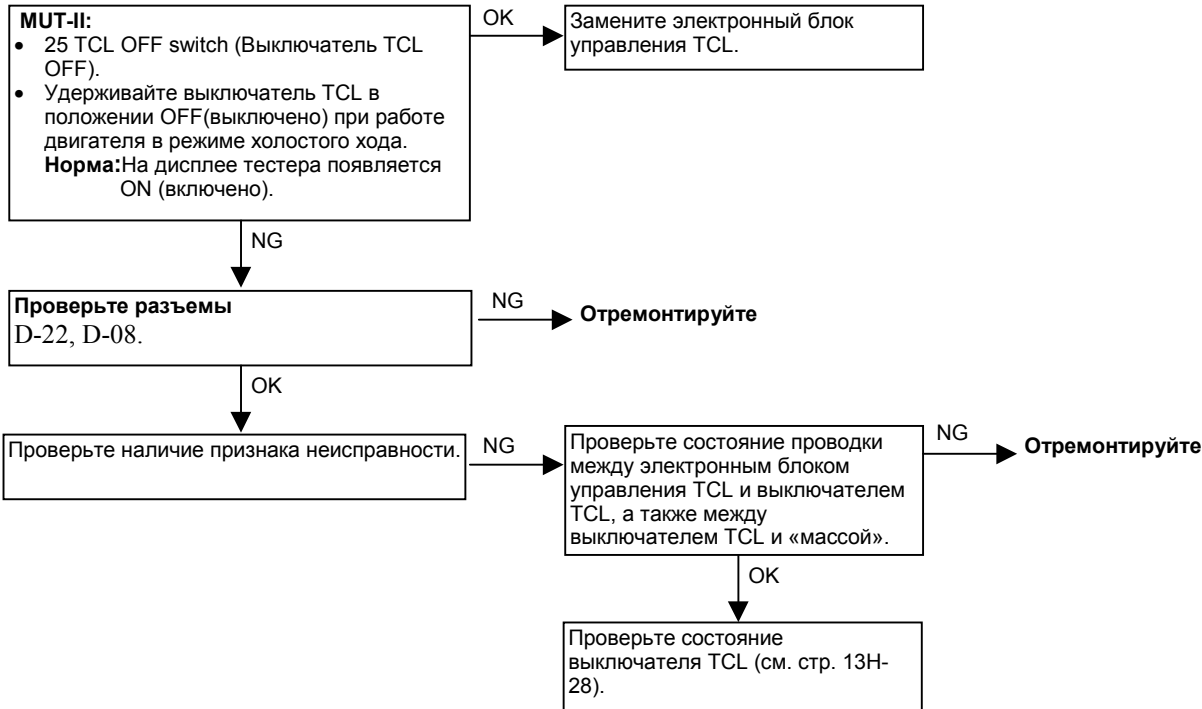 MUT-II:
• 25 TCL OFF switch (Выключатель TCL
OFF).
• Удерживайте выключатель TCL в
положении OFF(выключено) при работе
двигателя в режиме холостого хода.
Норма:На дисплее тестера появляется
ON (включено).
OK
Замените электронный блок
управления TCL.
NG
Проверьте разъемы
D-22, D-08.
NG
Отремонтируйте
OK
Проверьте наличие признака неисправности.
NG
Проверьте состояние проводки
между электронным блоком
управления TCL и выключателем
TCL, а также между
выключателем TCL и «массой».
NG
Отремонтируйте
OK
Проверьте состояние
выключателя TCL (см. стр. 13H-
28).